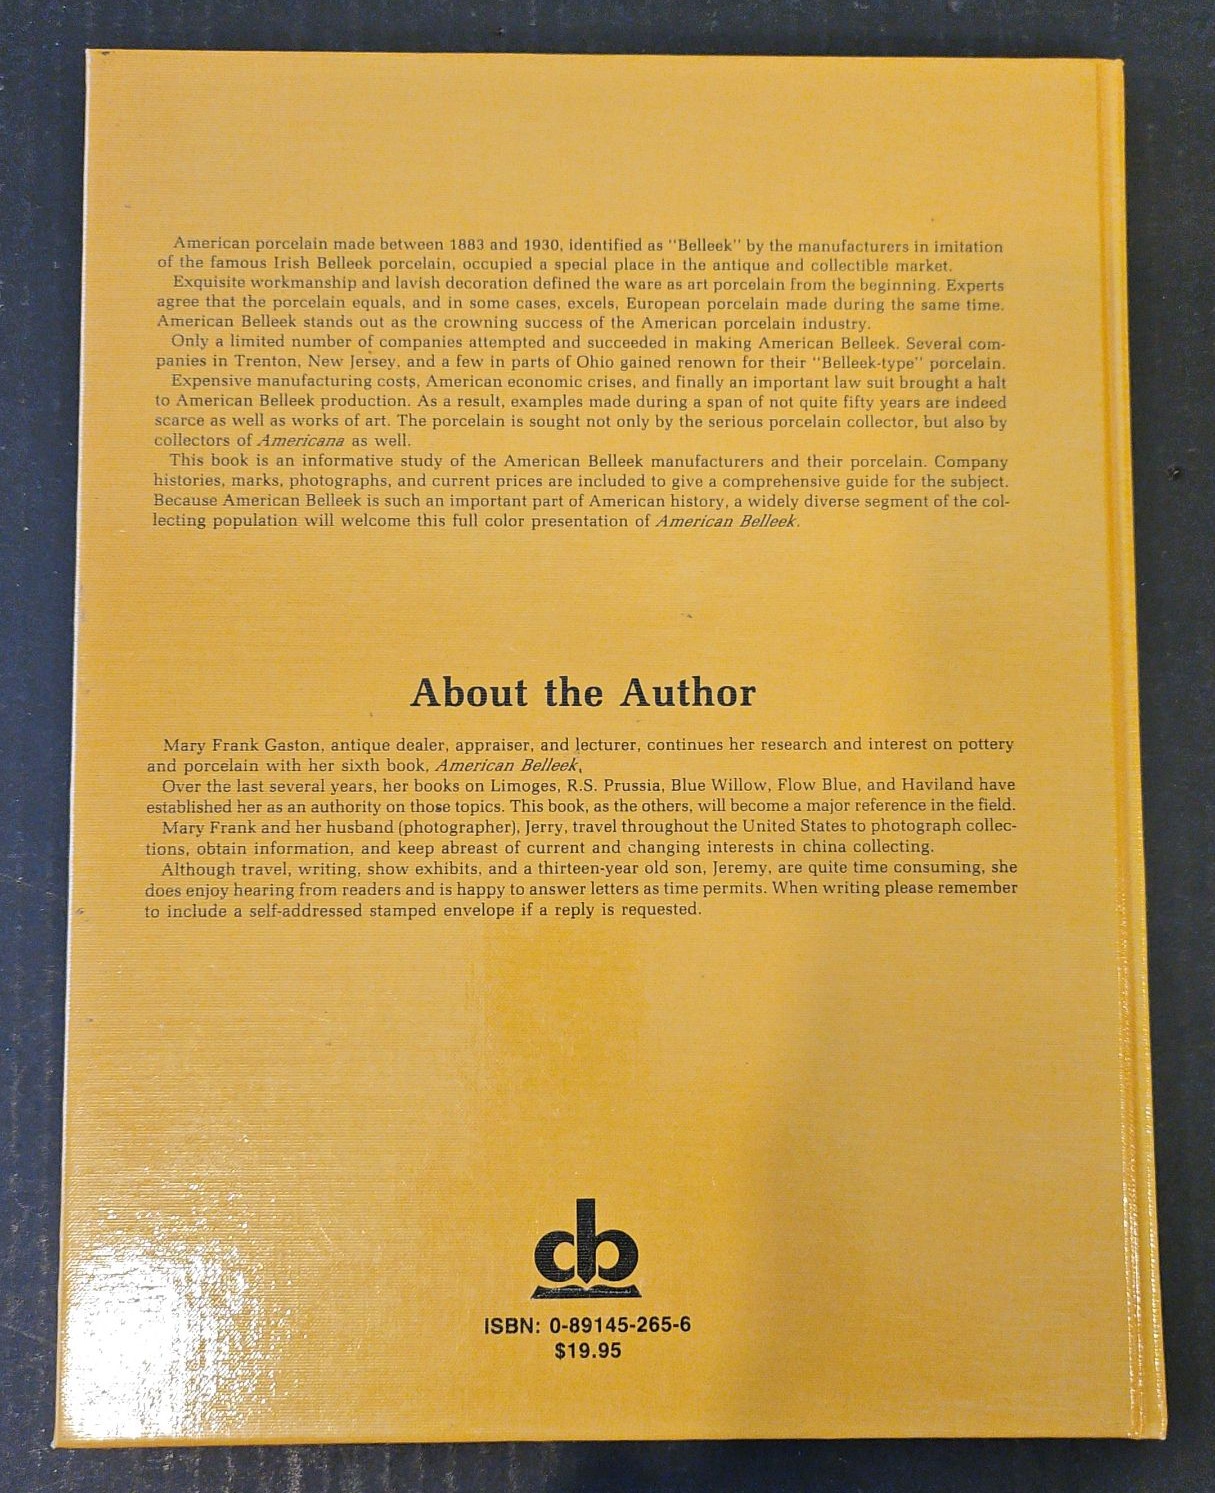 American porcelain made between 1883 and 1930, identified as "Belleek" by the manufacturers in imitation
of the famous Irish Belleek porcelain, occupied a special place in the antique and collectible market.
Exquisite workmanship and lavish decoration defined the ware as art porcelain from the beginning. Experts
agree that the porcelain equals, and in some cases, excels, European porcelain made during the same time.
American Belleek stands out as the crowning success of the American porcelain industry.
Only a limited number of companies attempted and succeeded in making American Belleek. Several com-
panies in Trenton, New Jersey, and a few in parts of Ohio gained renown for their "Belleek-type" porcelain.
Expensive manufacturing costs, American economic crises, and finally an important law suit brought a halt
to American Belleek production. As a result, examples made during a span of not quite fifty years are indeed
scarce as well as works of art. The porcelain is sought not only by the serious porcelain collector, but also by
collectors of Americana as well.
This book is an informative study of the American Belleek manufacturers and their porcelain. Company
histories, marks, photographs, and current prices are included to give a comprehensive guide for the subject.
Because American Belleek is such an important part of American history, a widely diverse segment of the col-
lecting population will welcome this full color presentation of American Belleek.
About the Author
Mary Frank Gaston, antique dealer, appraiser, and lecturer, continues her research and interest on pottery
and porcelain with her sixth book, American Belleek.
Over the last several years, her books on Limoges, R.S. Prussia, Blue Willow, Flow Blue, and Haviland have
established her as an authority on those topics. This book, as the others, will become a major reference in the field.
Mary Frank and her husband (photographer), Jerry, travel throughout the United States to photograph collec-
tions, obtain information, and keep abreast of current and changing interests in china collecting.
Although travel, writing, show exhibits, and a thirteen-year old son, Jeremy, are quite time consuming, she
does enjoy hearing from readers and is happy to answer letters as time permits. When writing please remember
to include a self-addressed stamped envelope if a reply is requested.
cb
ISBN: 0-89145-265-6
$19.95